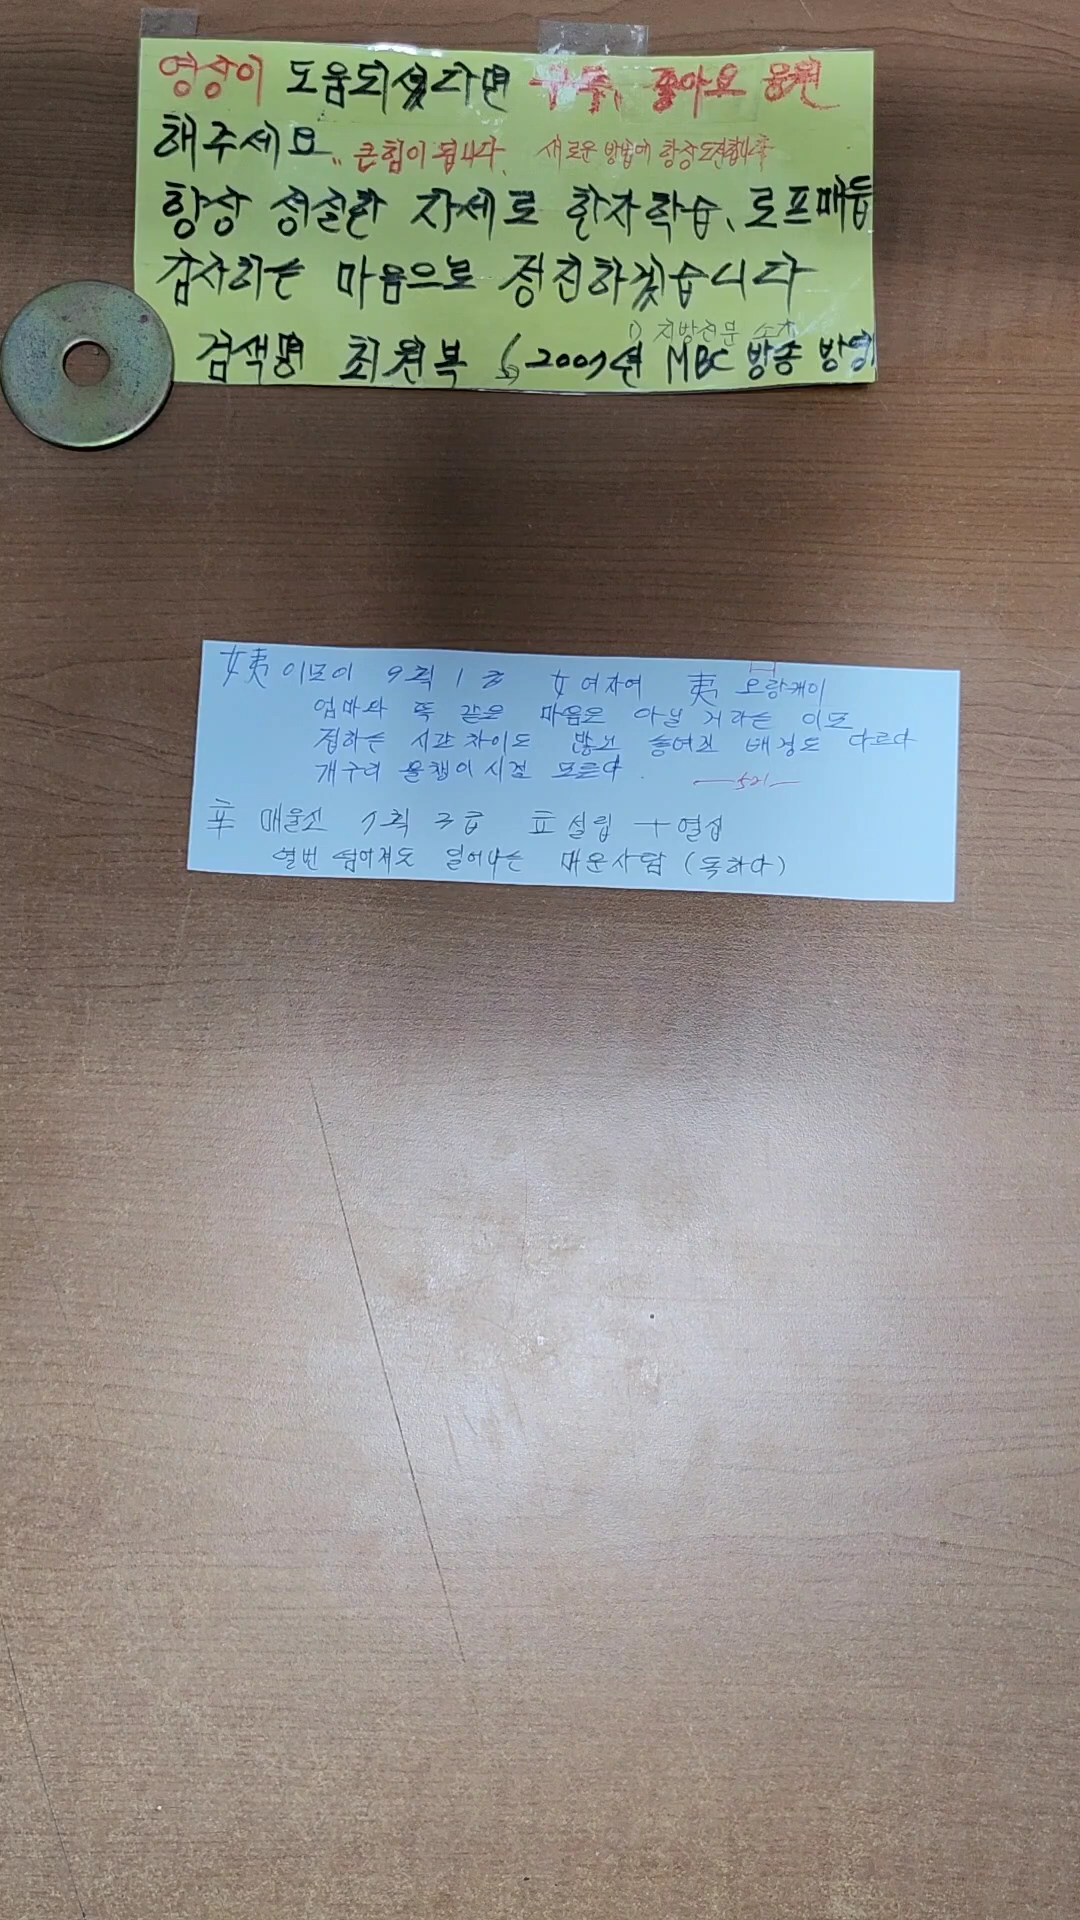 영상이 도움되셨다면 구독, 좋아요 응원
해주세요.. 큰힘이 됩니다. 새로운 방법에 항상 도전합니다
항상 성실한 자세로 한자학습, 로프매듭
감사하는 마음으로 정진하겠습니다
1) 지방전문
검색명 최원복 2007년 MBC 방송 방영
姨 이모이 9획 1급 女 여자여 夷 오랑캐이
엄마와 똑 같은 마음은 아닐 거라는 이모
접하는 시간 차이도 많고 배경도 다르다
개구리 올챙이 시절 모른다.
辛 매울신 7획 3급 立 설립 十 열십
열번 넘어져도 일어나는 매운사람 (독하다)